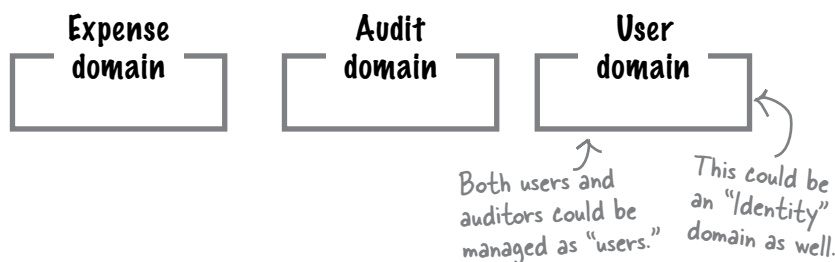 Expense
domain
Audit
domain
User
domain
Both users and
auditors could be
managed as “users.”
This could be
an “Identity”
domain as well.